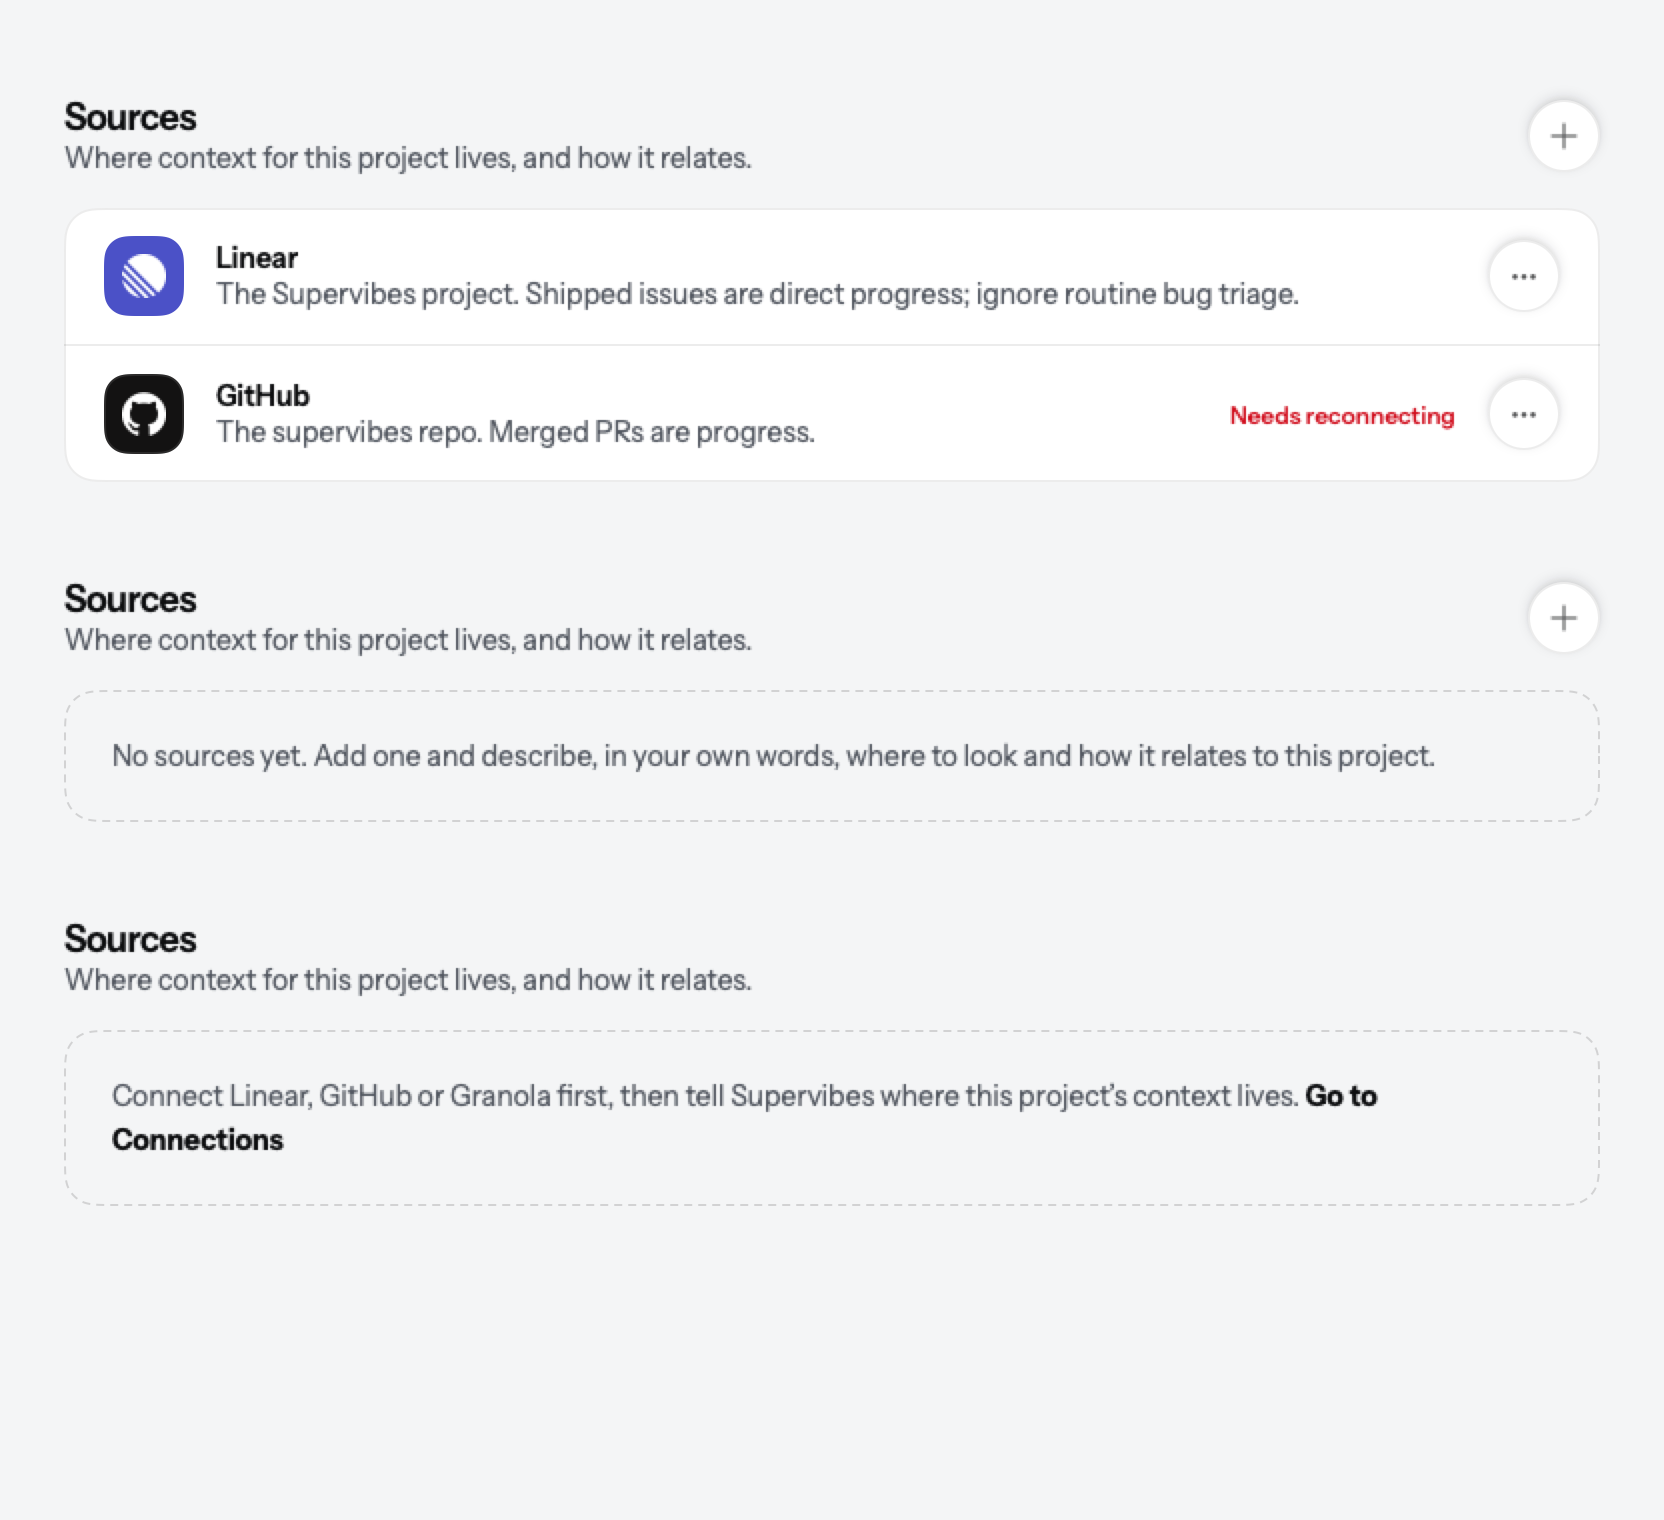 Sources
Where context for this project lives, and how it relates.
Linear
The Supervibes project. Shipped issues are direct progress; ignore routine bug triage.
GitHub
The supervibes repo. Merged PRs are progress.
Needs reconnecting
Sources
Where context for this project lives, and how it relates.
No sources yet. Add one and describe, in your own words, where to look and how it relates to this project.
Sources
Where context for this project lives, and how it relates.
Connect Linear, GitHub or Granola first, then tell Supervibes where this project’s context lives. Go to
Connections